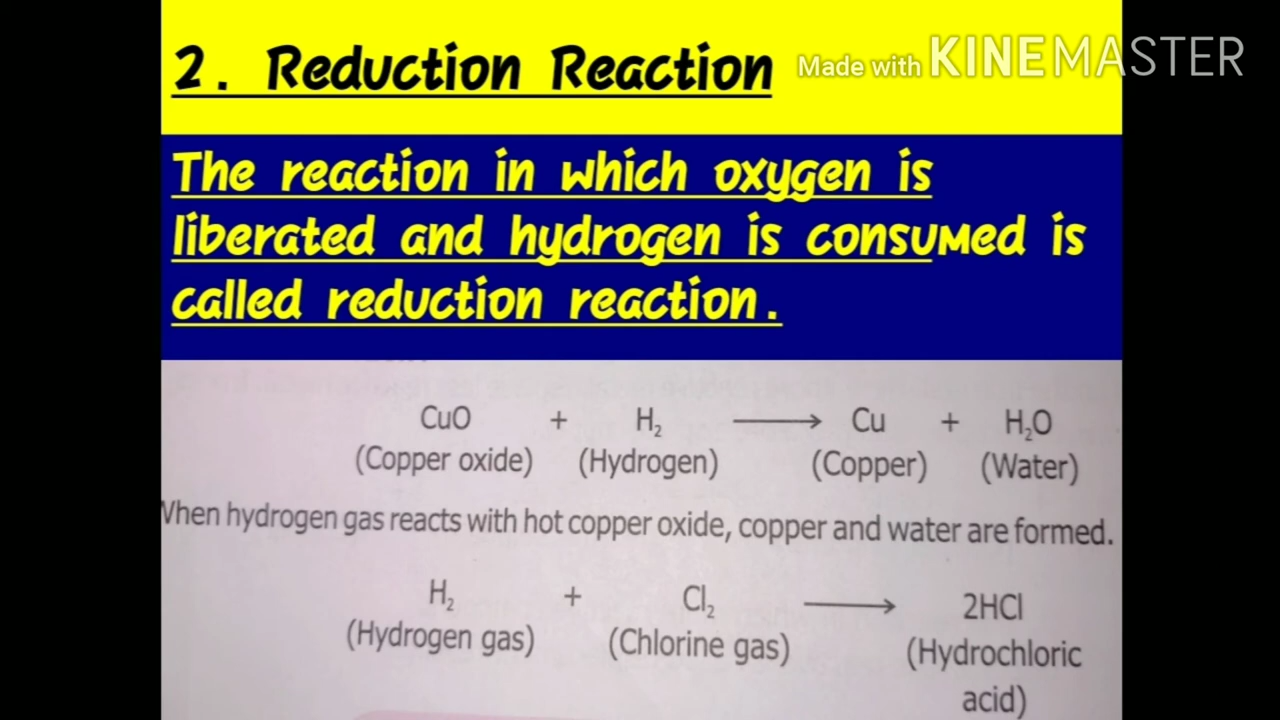 2. Reduction Reaction
Made with KINEMASTER
The reaction in which oxygen is
liberated and hydrogen is consumed is
called reduction reaction.
CuO + H₂ ⟶ Cu + H₂O
(Copper oxide) (Hydrogen) (Copper) (Water)
When hydrogen gas reacts with hot copper oxide, copper and water are formed.
H₂ + Cl₂ ⟶ 2HCl
(Hydrogen gas) (Chlorine gas) (Hydrochloric
acid)